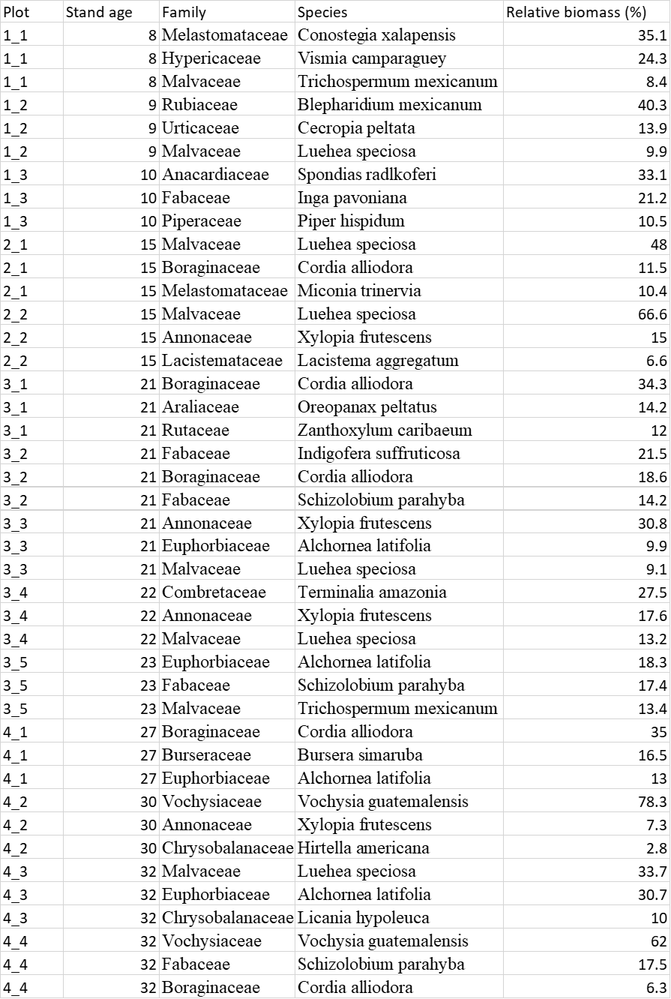 Plot Stand age Family Species Relative biomass (%)
1_1 8 Melastomataceae Conostegia xalapensis 35.1
1_1 8 Hypericaceae Vismia camparaguey 24.3
1_1 8 Malvaceae Trichospermum mexicanum 8.4
1_2 9 Rubiaceae Blepharidium mexicanum 40.3
1_2 9 Urticaceae Cecropia peltata 13.9
1_2 9 Malvaceae Luehea speciosa 9.9
1_3 10 Anacardiaceae Spondias radlkoferi 33.1
1_3 10 Fabaceae Inga pavoniana 21.2
1_3 10 Piperaceae Piper hispidum 10.5
2_1 15 Malvaceae Luehea speciosa 48
2_1 15 Boraginaceae Cordia alliodora 11.5
2_1 15 Melastomataceae Miconia trinervia 10.4
2_2 15 Malvaceae Luehea speciosa 66.6
2_2 15 Annonaceae Xylopia frutescens 15
2_2 15 Lacistemataceae Lacistema aggregatum 6.6
3_1 21 Boraginaceae Cordia alliodora 34.3
3_1 21 Araliaceae Oreopanax peltatus 14.2
3_1 21 Rutaceae Zanthoxylum caribaeum 12
3_2 21 Fabaceae Indigofera suffruticosa 21.5
3_2 21 Boraginaceae Cordia alliodora 18.6
3_2 21 Fabaceae Schizolobium parahyba 14.2
3_3 21 Annonaceae Xylopia frutescens 30.8
3_3 21 Euphorbiaceae Alchornea latifolia 9.9
3_3 21 Malvaceae Luehea speciosa 9.1
3_4 22 Combretaceae Terminalia amazonia 27.5
3_4 22 Annonaceae Xylopia frutescens 17.6
3_4 22 Malvaceae Luehea speciosa 13.2
3_5 23 Euphorbiaceae Alchornea latifolia 18.3
3_5 23 Fabaceae Schizolobium parahyba 17.4
3_5 23 Malvaceae Trichospermum mexicanum 13.4
4_1 27 Boraginaceae Cordia alliodora 35
4_1 27 Burseraceae Bursera simaruba 16.5
4_1 27 Euphorbiaceae Alchornea latifolia 13
4_2 30 Vochysiaceae Vochysia guatemalensis 78.3
4_2 30 Annonaceae Xylopia frutescens 7.3
4_2 30 Chrysobalanaceae Hirtella americana 2.8
4_3 32 Malvaceae Luehea speciosa 33.7
4_3 32 Euphorbiaceae Alchornea latifolia 30.7
4_3 32 Chrysobalanaceae Licania hypoleuca 10
4_4 32 Vochysiaceae Vochysia guatemalensis 62
4_4 32 Fabaceae Schizolobium parahyba 17.5
4_4 32 Boraginaceae Cordia alliodora 6.3